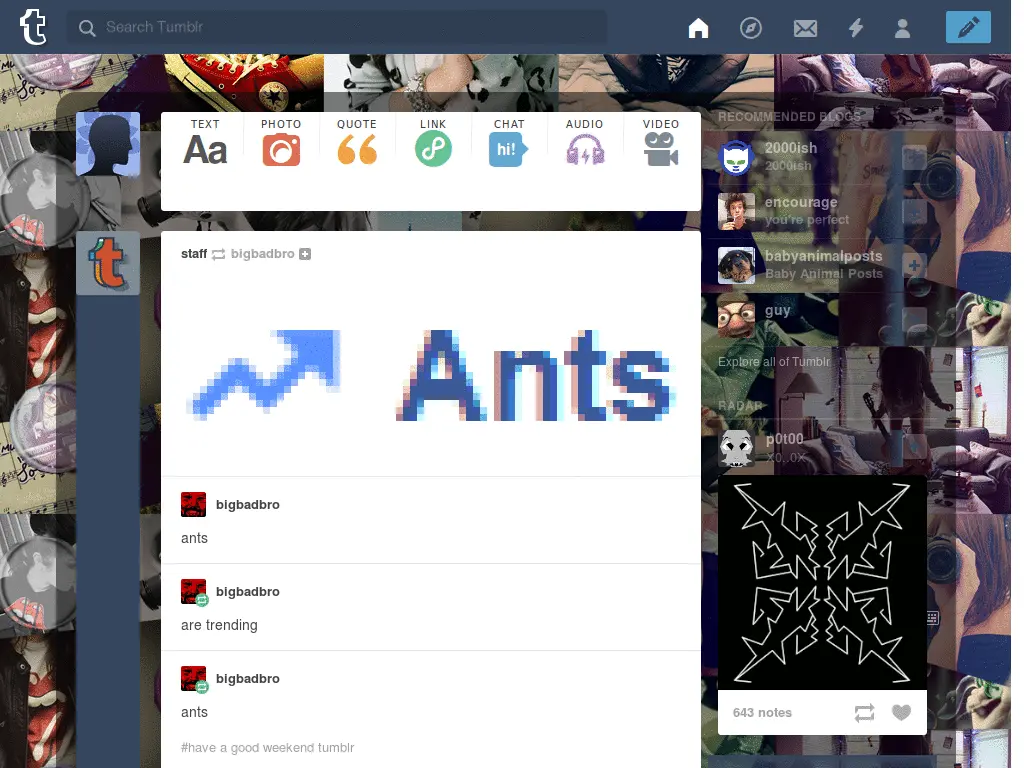 Search Tumblr
TEXT
Aa
PHOTO
QUOTE
LINK
CHAT
hi!
AUDIO
VIDEO
RECOMMENDED BLOGS
2000ish
2000ish
encourage
you're perfect
babyanimalposts
Baby Animal Posts
guy
Explore all of Tumblr
RADAR
p0t00
X0,.0X
643 notes
staff bigbadbro
Ants
bigbadbro
ants
bigbadbro
are trending
bigbadbro
ants
#have a good weekend tumblr